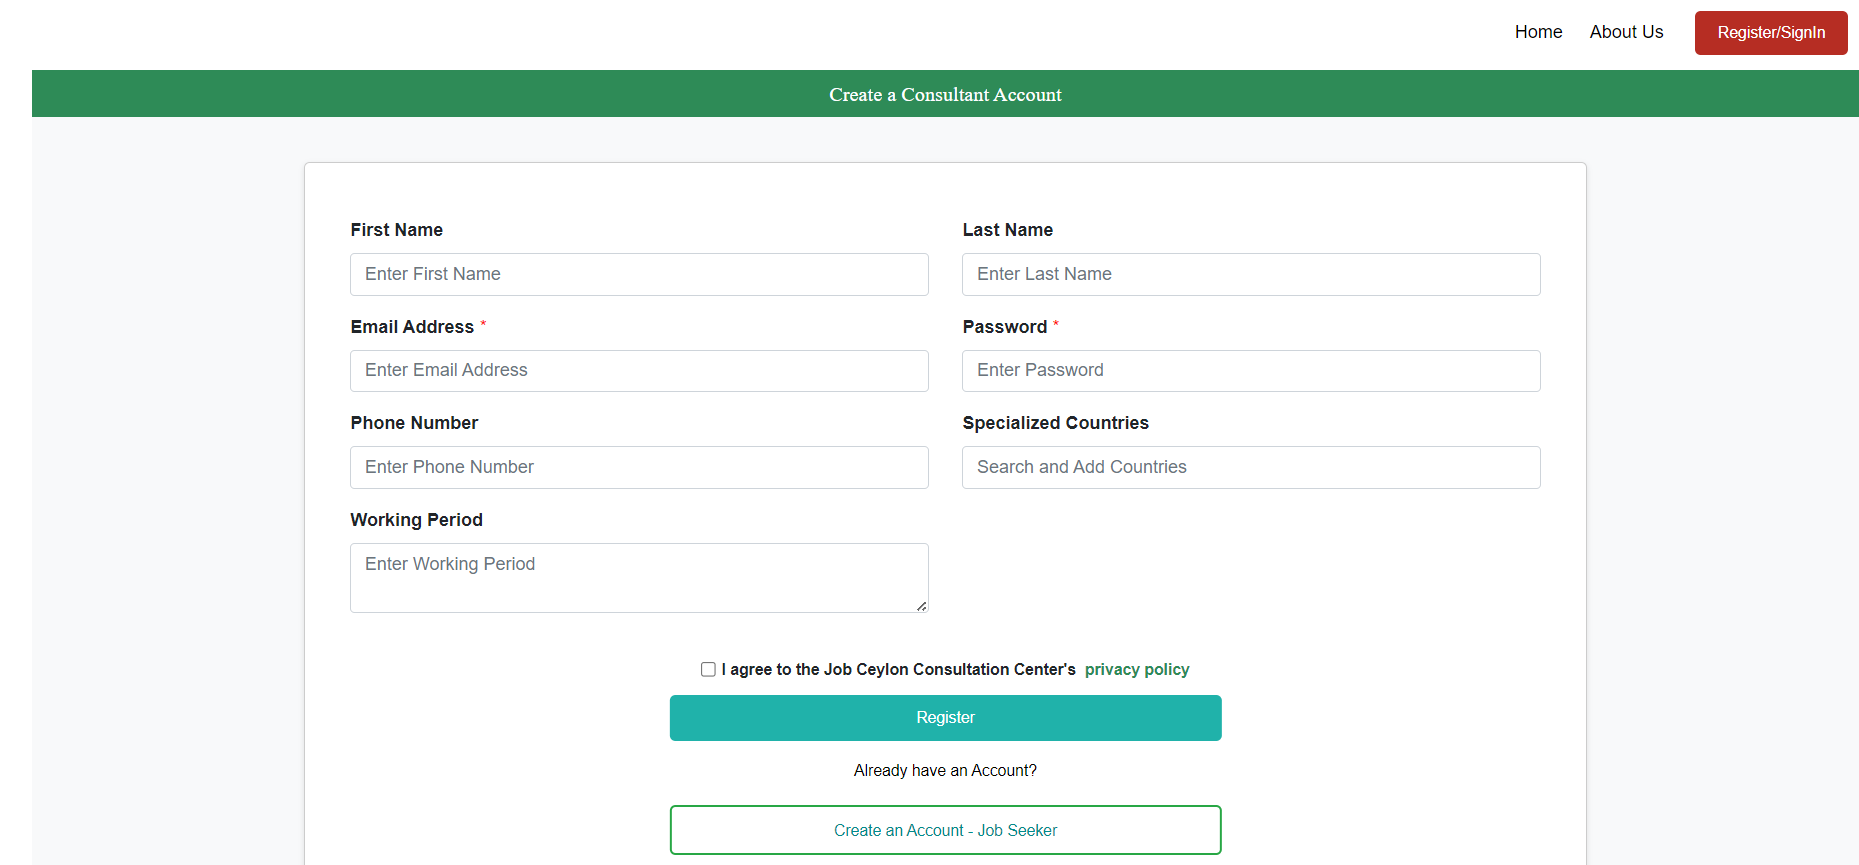 Home About Us Register/SignIn
Create a Consultant Account
First Name Last Name
Enter First Name Enter Last Name
Email Address * Password *
Enter Email Address Enter Password
Phone Number Specialized Countries
Enter Phone Number Search and Add Countries
Working Period
Enter Working Period
I agree to the Job Ceylon Consultation Center's privacy policy
Register
Already have an Account?
Create an Account - Job Seeker